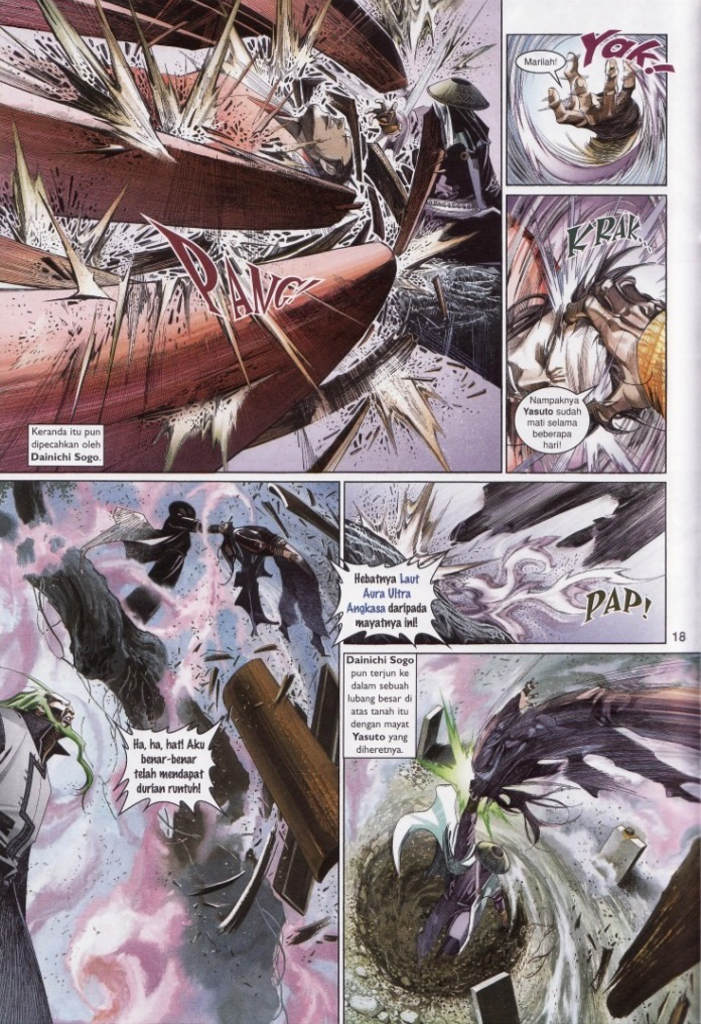 PANG!
Keranda itu pun
dipecahkan oleh
Dainichi Sogo.
Marilah!
Yak!
KRAK..
Nampaknya
Yasuto sudah
mati selama
beberapa
hari!
Ha, ha, hat! Aku
benar-benar
telah mendapat
durian runtuh!
Hebatnya Laut
Aura Ultra
Angkasa daripada
mayatnya ini!
PAP!
18
Dainichi Sogo
pun terjun ke
dalam sebuah
lubang besar di
atas tanah itu
dengan mayat
Yasuto yang
diheretnya.